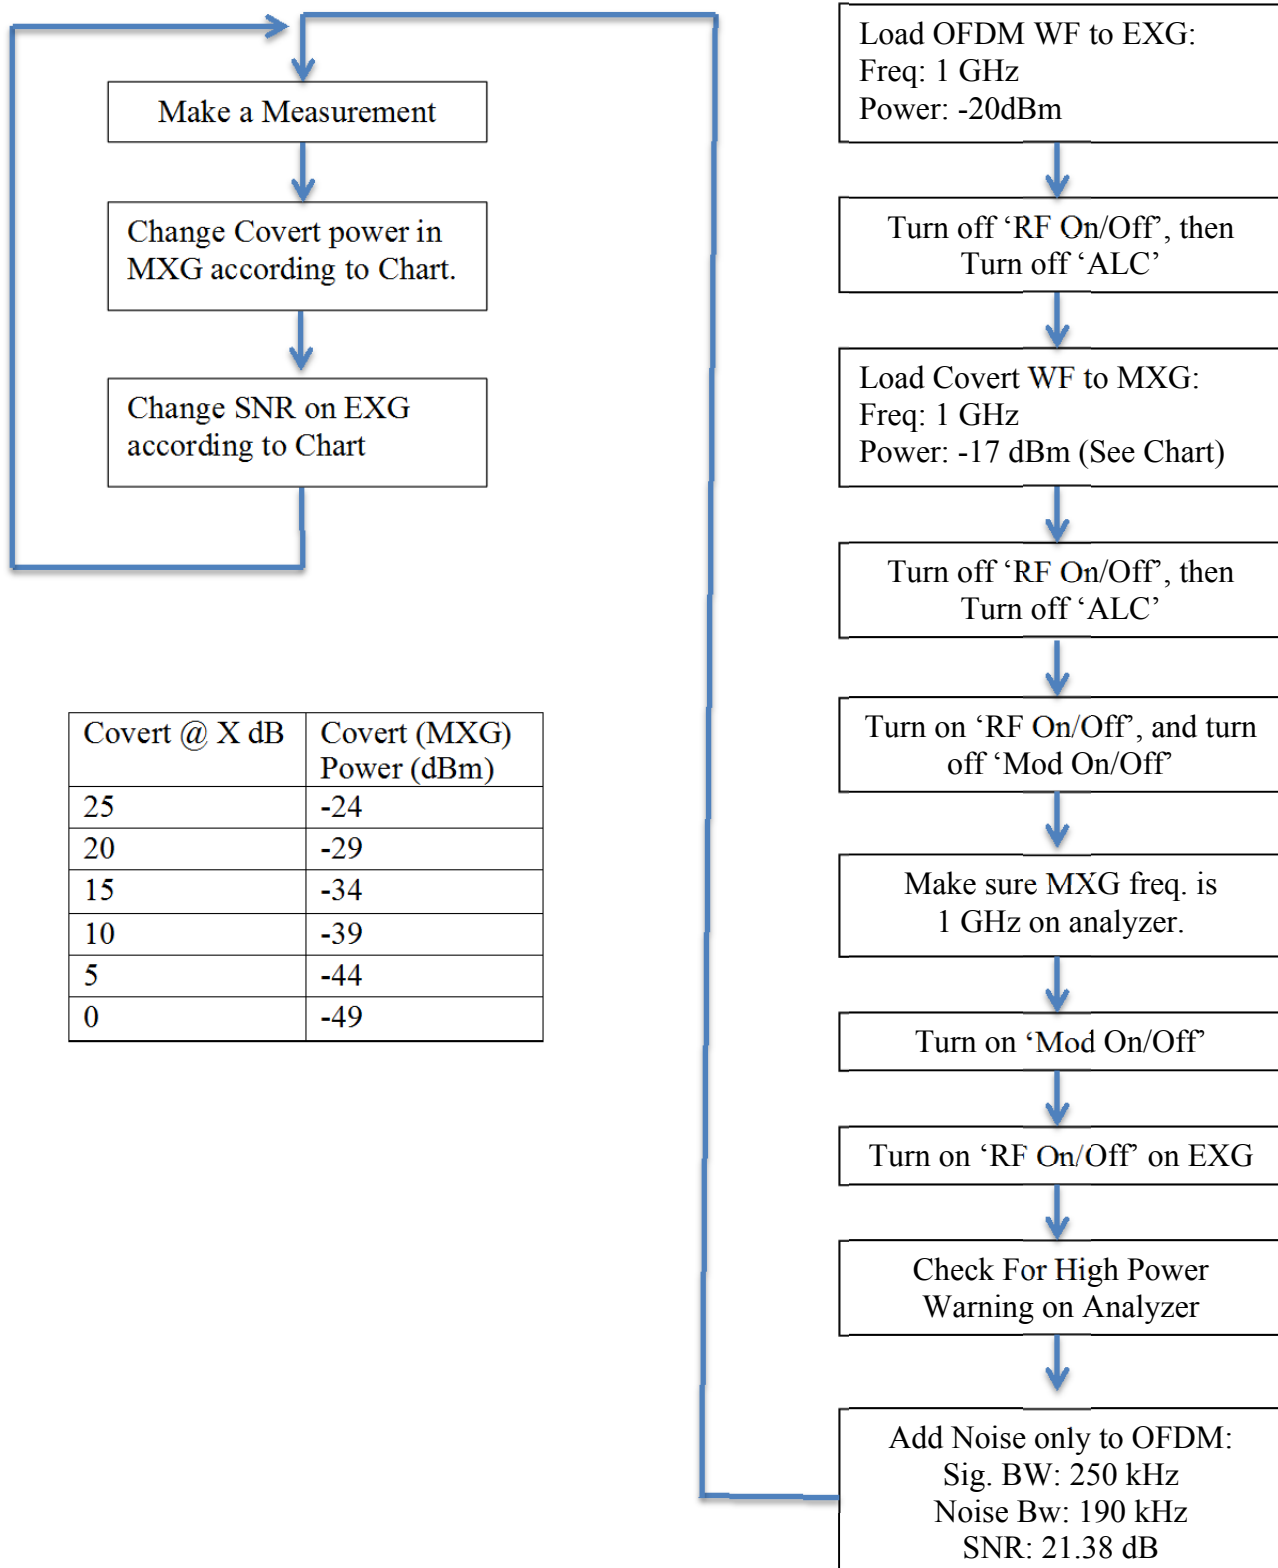 Load OFDM WF to EXG:
Freq: 1 GHz
Power: -20dBm
Turn off ‘RF On/Off’, then
Turn off ‘ALC’
Load Covert WF to MXG:
Freq: 1 GHz
Power: -17 dBm (See Chart)
Turn off ‘RF On/Off’, then
Turn off ‘ALC’
Turn on ‘RF On/Off’, and turn
off ‘Mod On/Off’
Make sure MXG freq. is
1 GHz on analyzer.
Turn on ‘Mod On/Off’
Turn on ‘RF On/Off’ on EXG
Check For High Power
Warning on Analyzer
Add Noise only to OFDM:
Sig. BW: 250 kHz
Noise Bw: 190 kHz
SNR: 21.38 dB
Make a Measurement
Change Covert power in
MXG according to Chart.
Change SNR on EXG
according to Chart
Covert @ X dB
Covert (MXG)
Power (dBm)
25 -24
20 -29
15 -34
10 -39
5 -44
0 -49